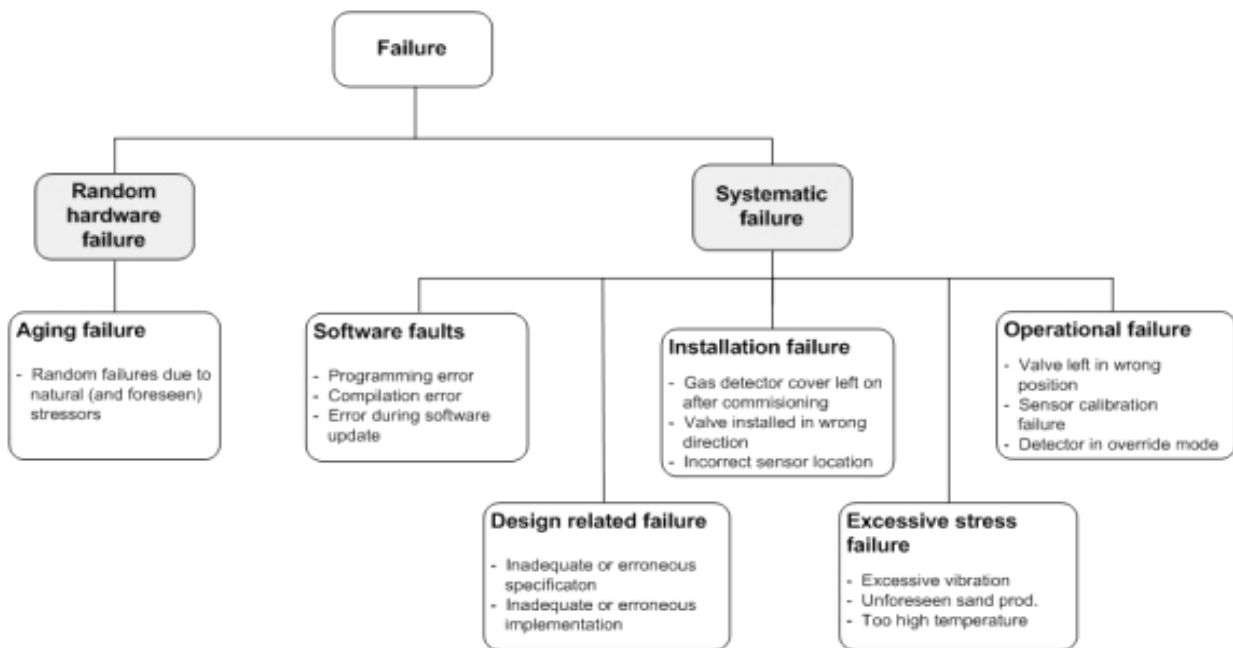 Failure
Random
hardware
failure
Systematic
failure
Aging failure
- Random failures due to
natural (and foreseen)
stressors
Software faults
- Programming error
- Compilation error
- Error during software
update
Installation failure
- Gas detector cover left on
after commisioning
- Valve installed in wrong
direction
- Incorrect sensor location
Operational failure
- Valve left in wrong
position
- Sensor calibration
failure
- Detector in override mode
Design related failure
- Inadequate or erroneous
specificaton
- Inadequate or erroneous
implementation
Excessive stress
failure
- Excessive vibration
- Unforeseen sand prod.
- Too high temperature